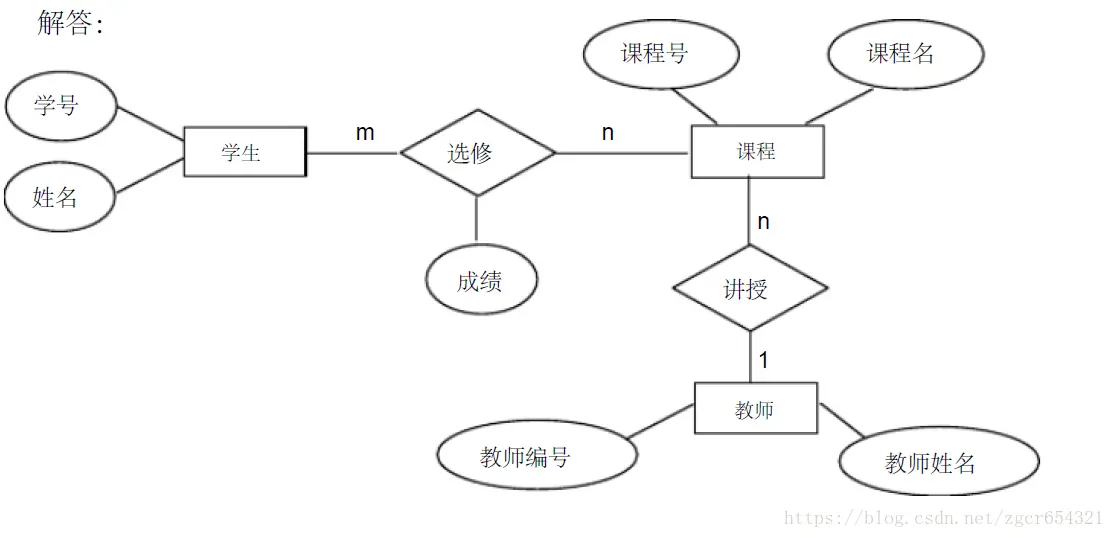 解答:
课程号
课程名
学号
学生
m
选修
n
课程
姓名
n
成绩
讲授
1
教师
教师编号
教师姓名
https://blog.csdn.net/zgcr654321